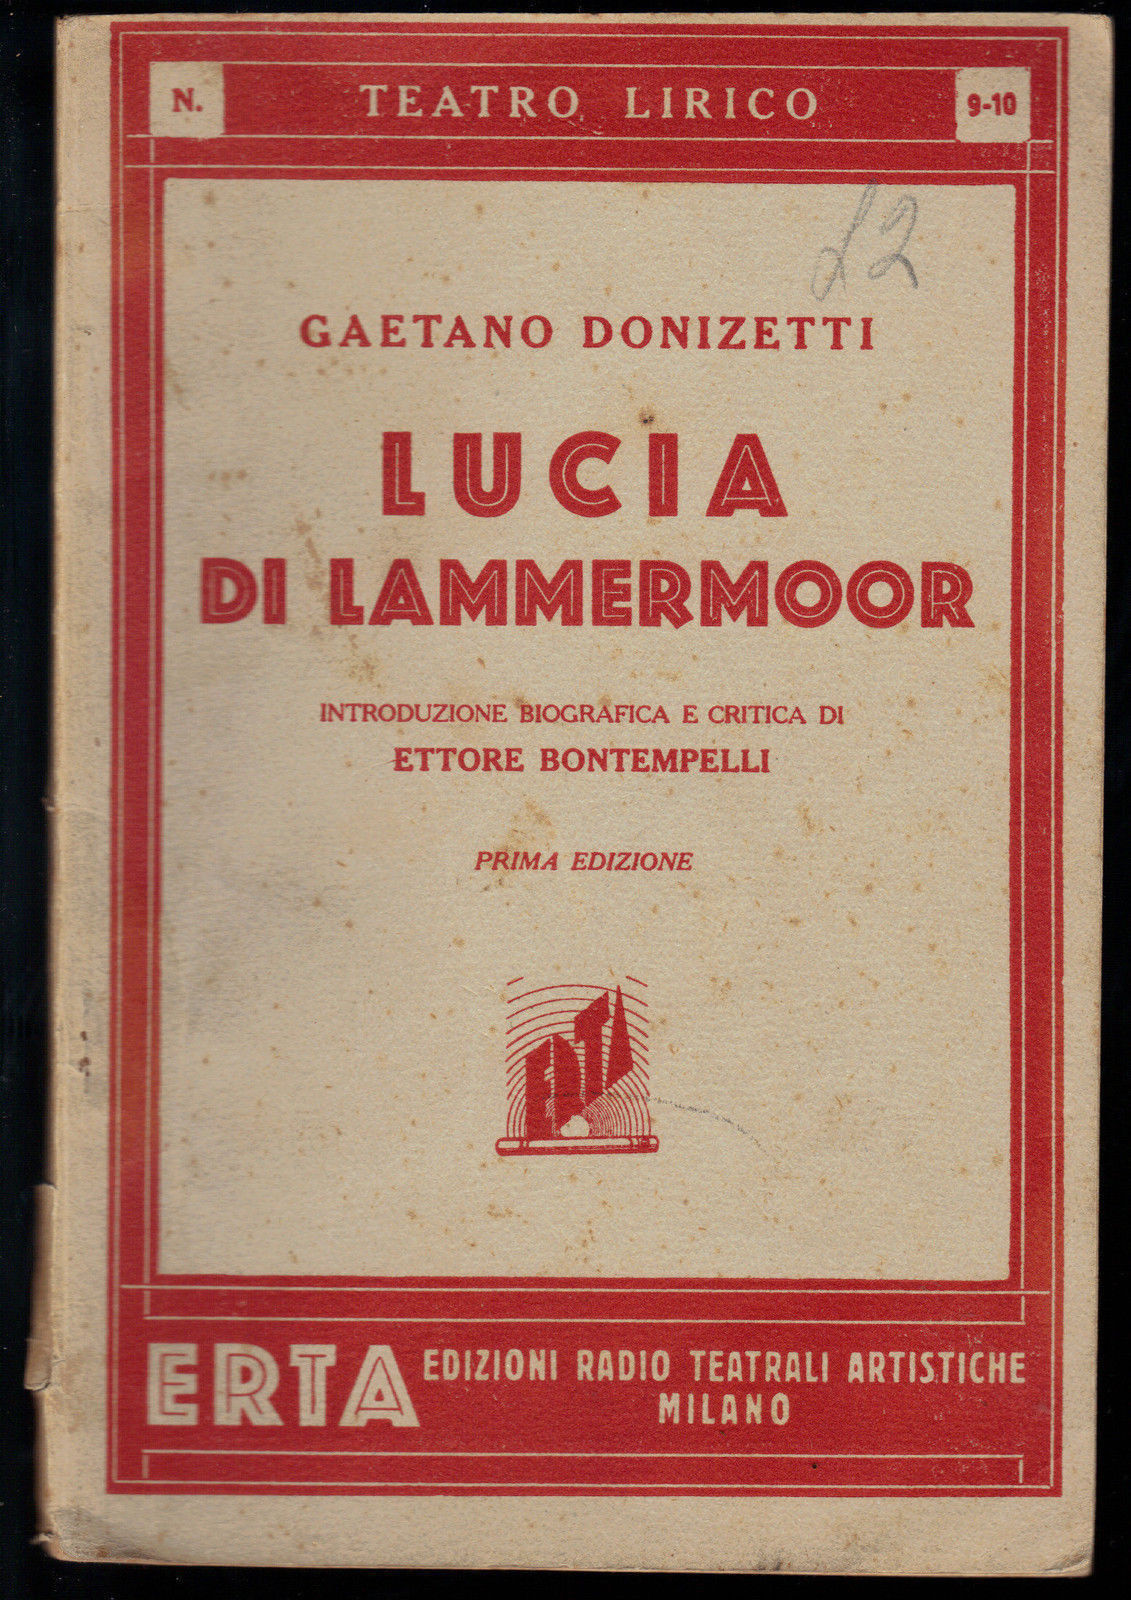 N. TEATRO LIRICO 9-10
L2
GAETANO DONIZETTI
LUCIA
DI LAMMERMOOR
INTRODUZIONE BIOGRAFICA E CRITICA DI
ETTORE BONTEMPELLI
PRIMA EDIZIONE
ERTA EDIZIONI RADIO TEATRALI ARTISTICHE
MILANO